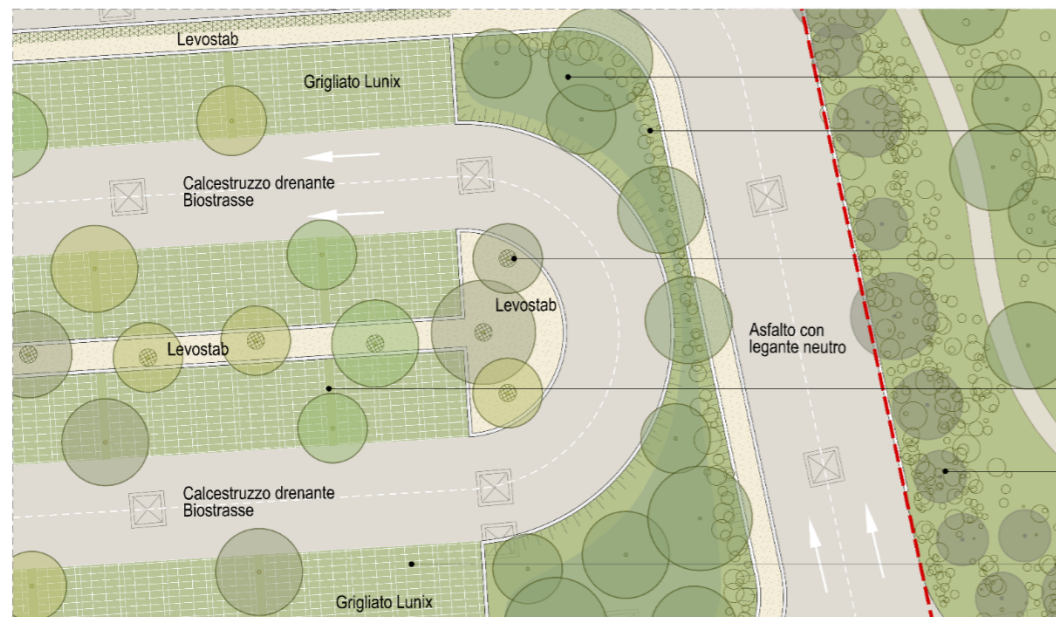 Levostab
Grigliato Lunix
Calcestruzzo drenante
Biostrasse
Levostab
Asfalto con
legante neutro
Levostab
Calcestruzzo drenante
Biostrasse
Grigliato Lunix